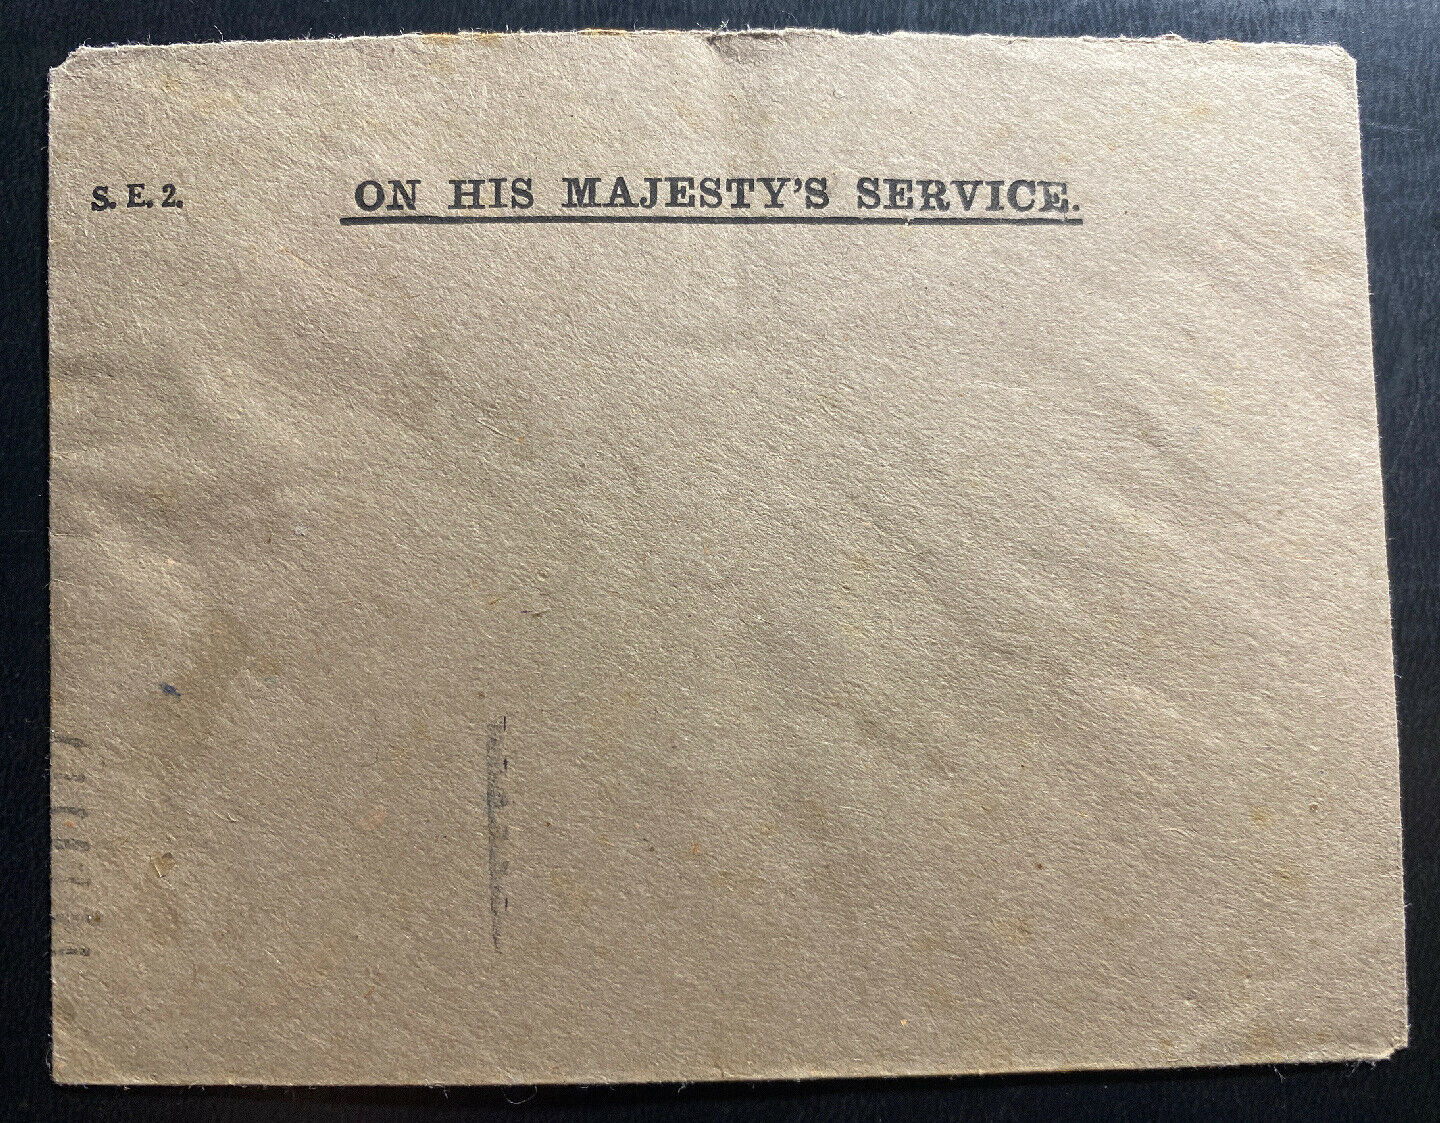 S. E. 2. ON HIS MAJESTY'S SERVICE.